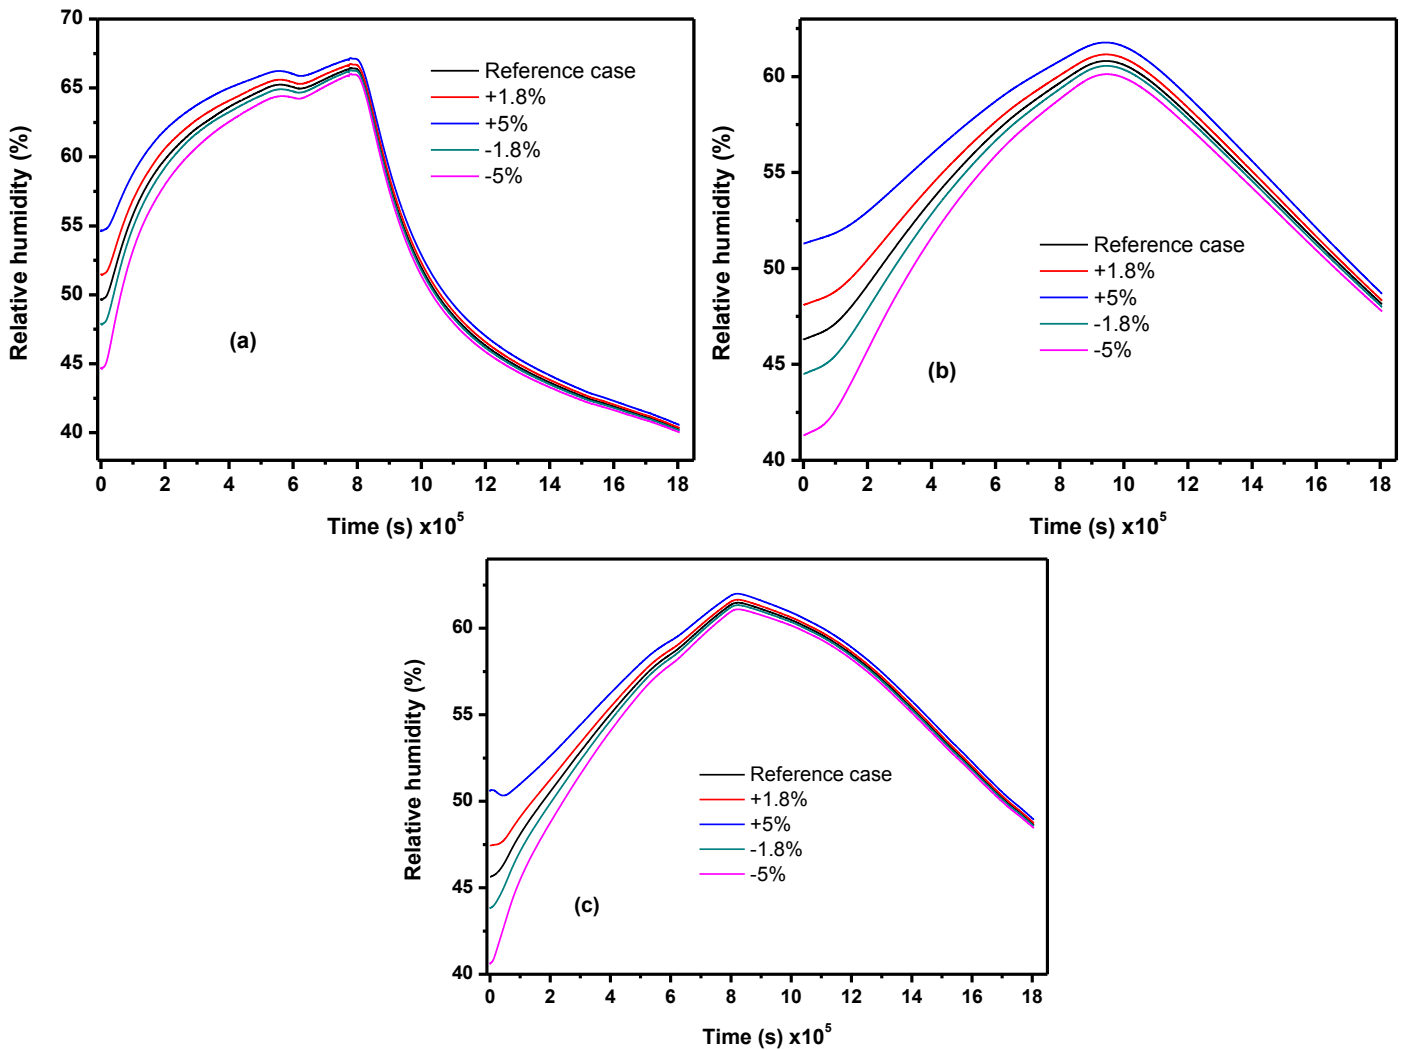 70
65
60
55
50
45
40
Relative humidity (%)
Reference case
+1.8%
+5%
-1.8%
-5%
(a)
0 2 4 6 8 10 12 14 16 18
Time (s) x10⁵
60
55
50
45
40
Relative humidity (%)
Reference case
+1.8%
+5%
-1.8%
-5%
(b)
0 2 4 6 8 10 12 14 16 18
Time (s) x10⁵
60
55
50
45
40
Relative humidity (%)
Reference case
+1.8%
+5%
-1.8%
-5%
(c)
0 2 4 6 8 10 12 14 16 18
Time (s) x10⁵